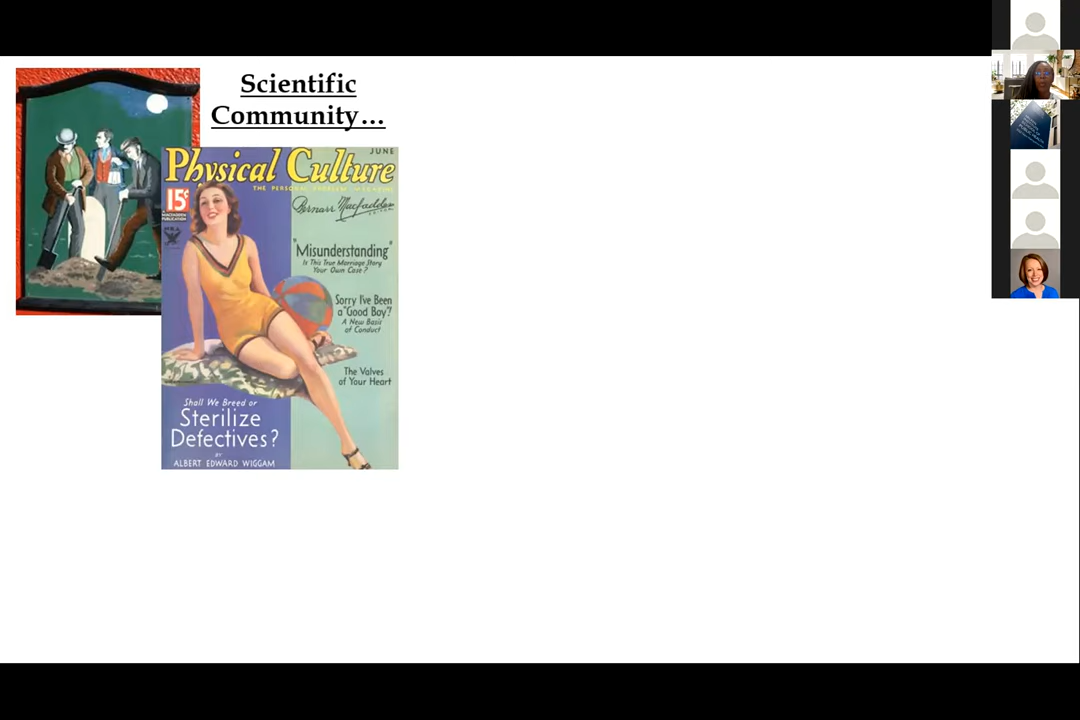 Scientific
Community...
Physical Culture
JUNE
THE PERSONAL PROBLEM MAGAZINE
15¢
A MACFADDEN
PUBLICATION
Bernarr Macfadden
EDITOR
"Misunderstanding"
Is This True Marriage Story
Your Own Case?
Sorry I've Been
a "Good Boy"?
A New Basis
of Conduct
The Valves
of Your Heart
Shall We Breed or
Sterilize
Defectives?
BY
ALBERT EDWARD WIGGAM